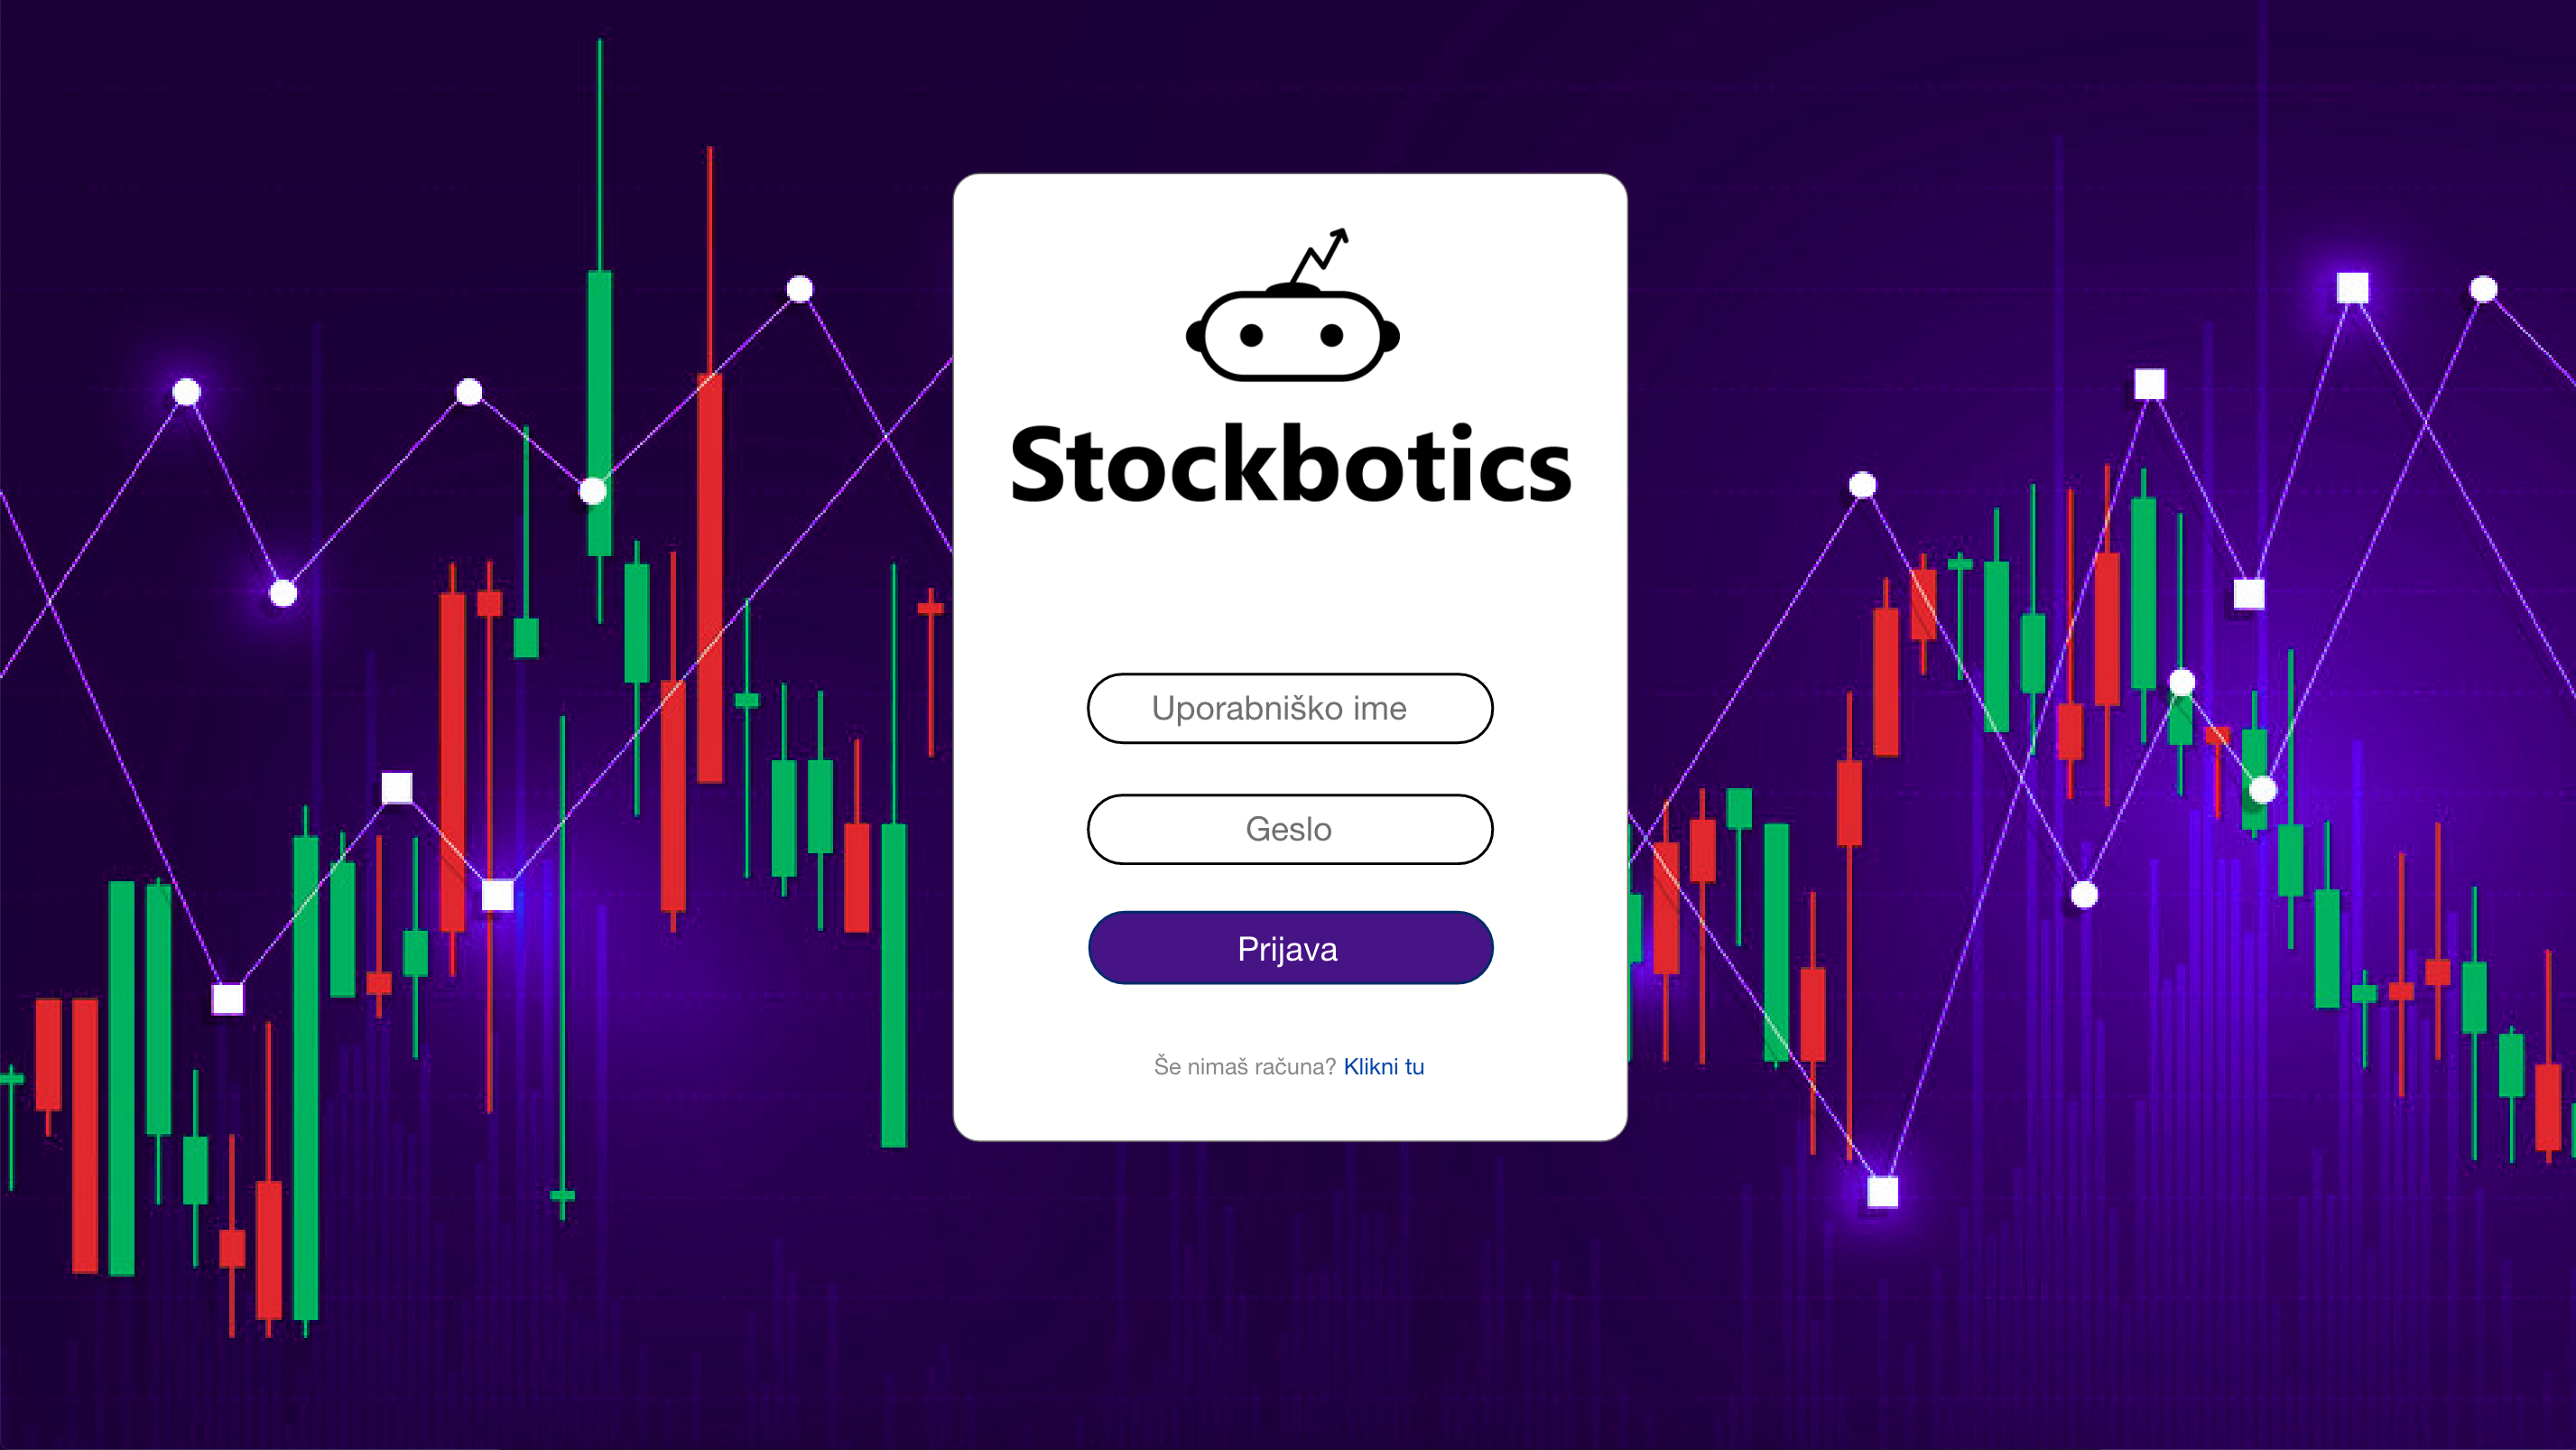 Stockbotics
Uporabniško ime
Geslo
Prijava
Še nimaš računa? Klikni tu